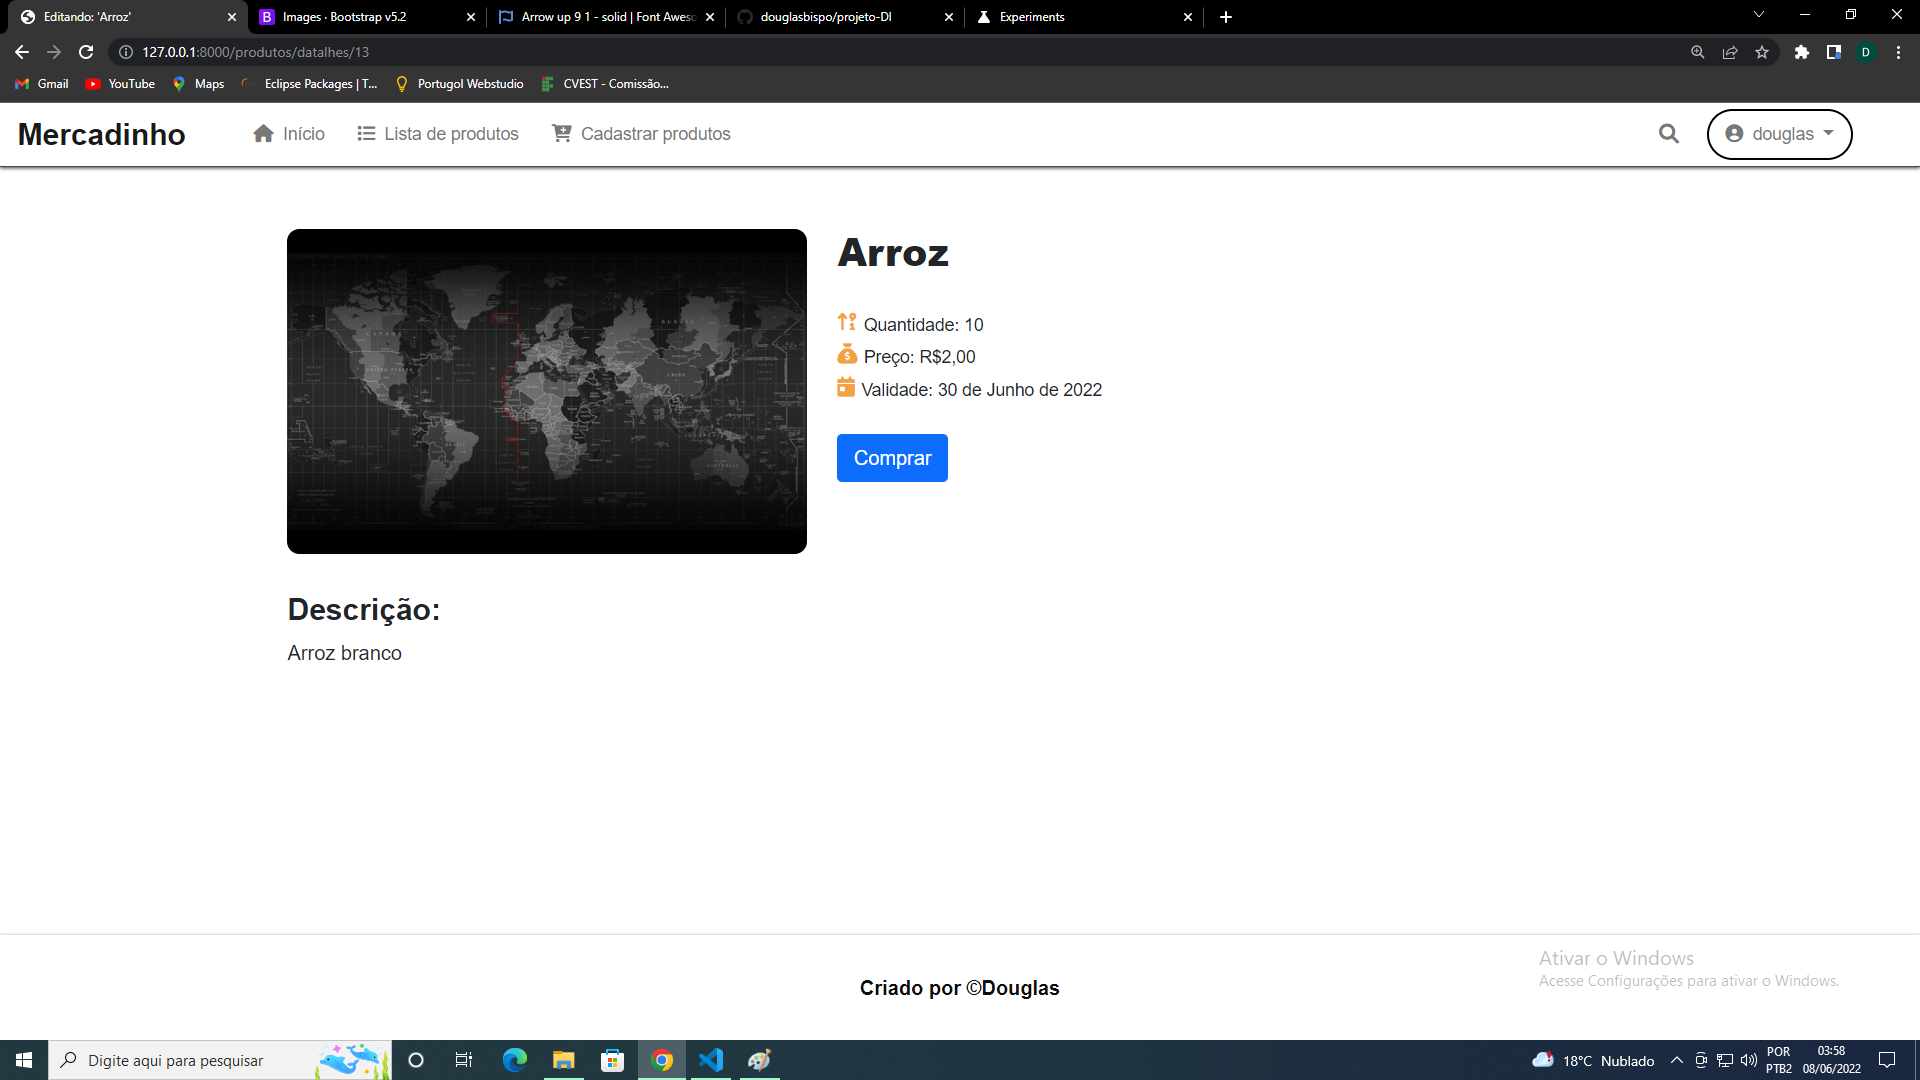 Editando: 'Arroz'
Images · Bootstrap v5.2
Arrow up 9 1 - solid | Font Aweso
douglasbispo/projeto-DI
Experiments
127.0.0.1:8000/produtos/datalhes/13
D
Gmail
YouTube
Maps
Eclipse Packages | T...
Portugol Webstudio
CVEST - Comissão...
Mercadinho
Início
Lista de produtos
Cadastrar produtos
douglas
Arroz
Quantidade: 10
Preço: R$2,00
Validade: 30 de Junho de 2022
Comprar
Descrição:
Arroz branco
Ativar o Windows
Acesse Configurações para ativar o Windows.
Criado por ©Douglas
Digite aqui para pesquisar
18°C Nublado
POR
PTB2
03:58
08/06/2022